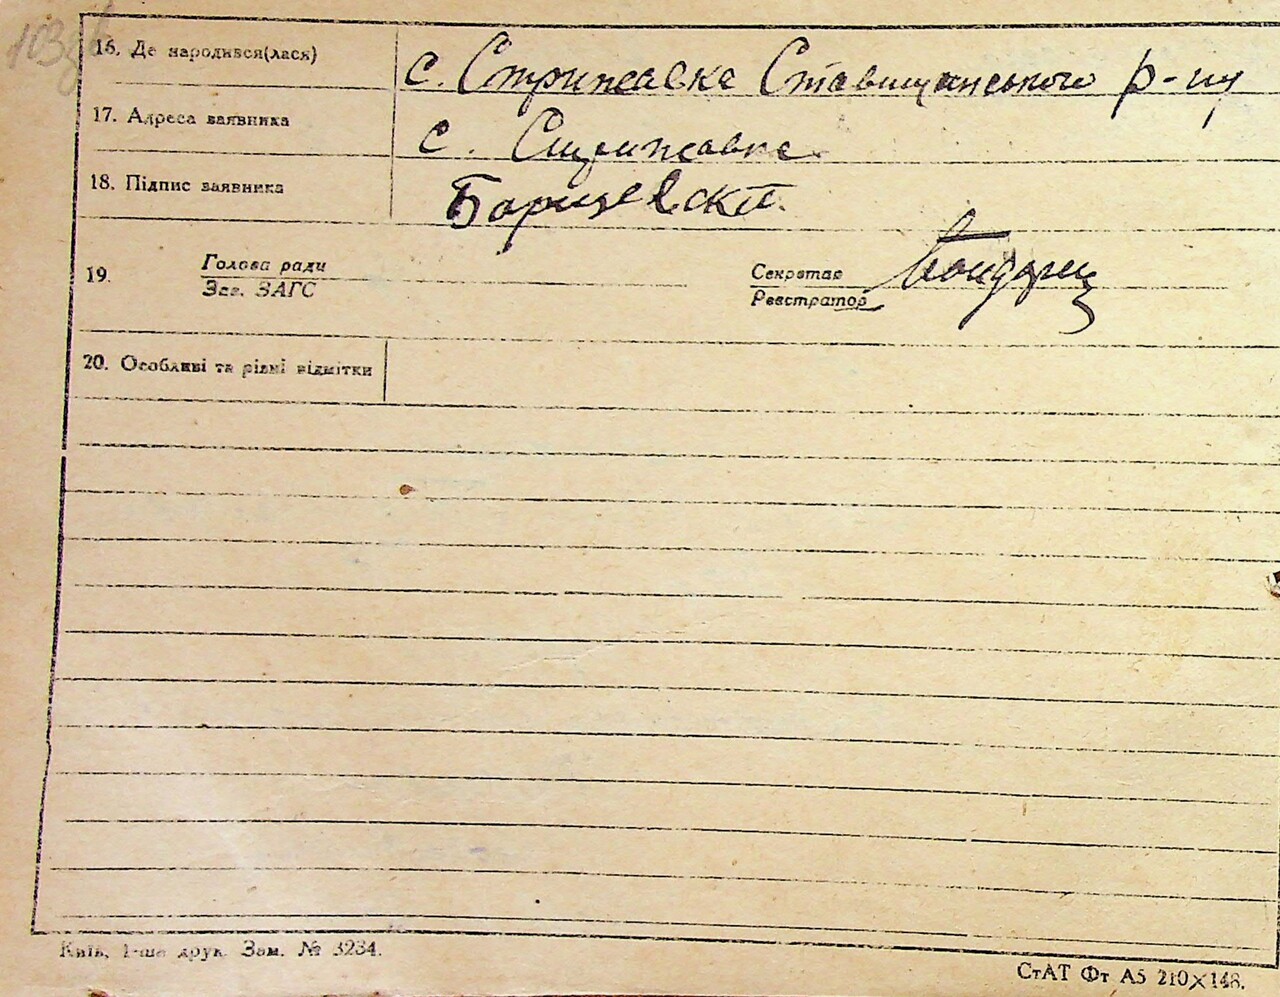 103зв
16. Де народився(лася) с. Стрижавка Ставищанського р-ну
17. Адреса заявника с. Стрижавка
18. Підпис заявника Борщевский
19. Голова ради Секретар
Зав. ЗАГС Реєстратор
20. Особливі та різні відмітки
Київ, 1-ша друк. Зам. № 3234.
СтАТ Фт А5 210×148.